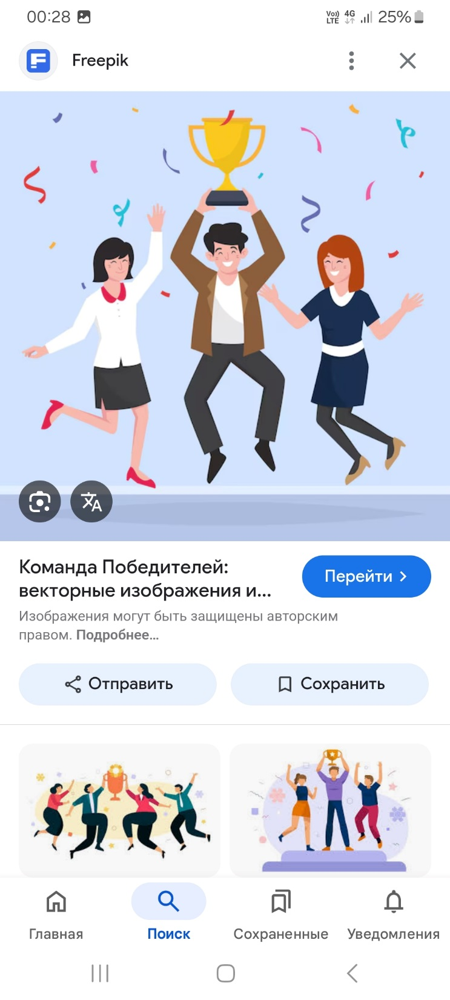 00:28
Vo)) LTE 4G 25%
Freepik
Команда Победителей:
векторные изображения и...
Перейти
Изображения могут быть защищены авторским
правом. Подробнее...
Отправить
Сохранить
Главная
Поиск
Сохраненные
Уведомления